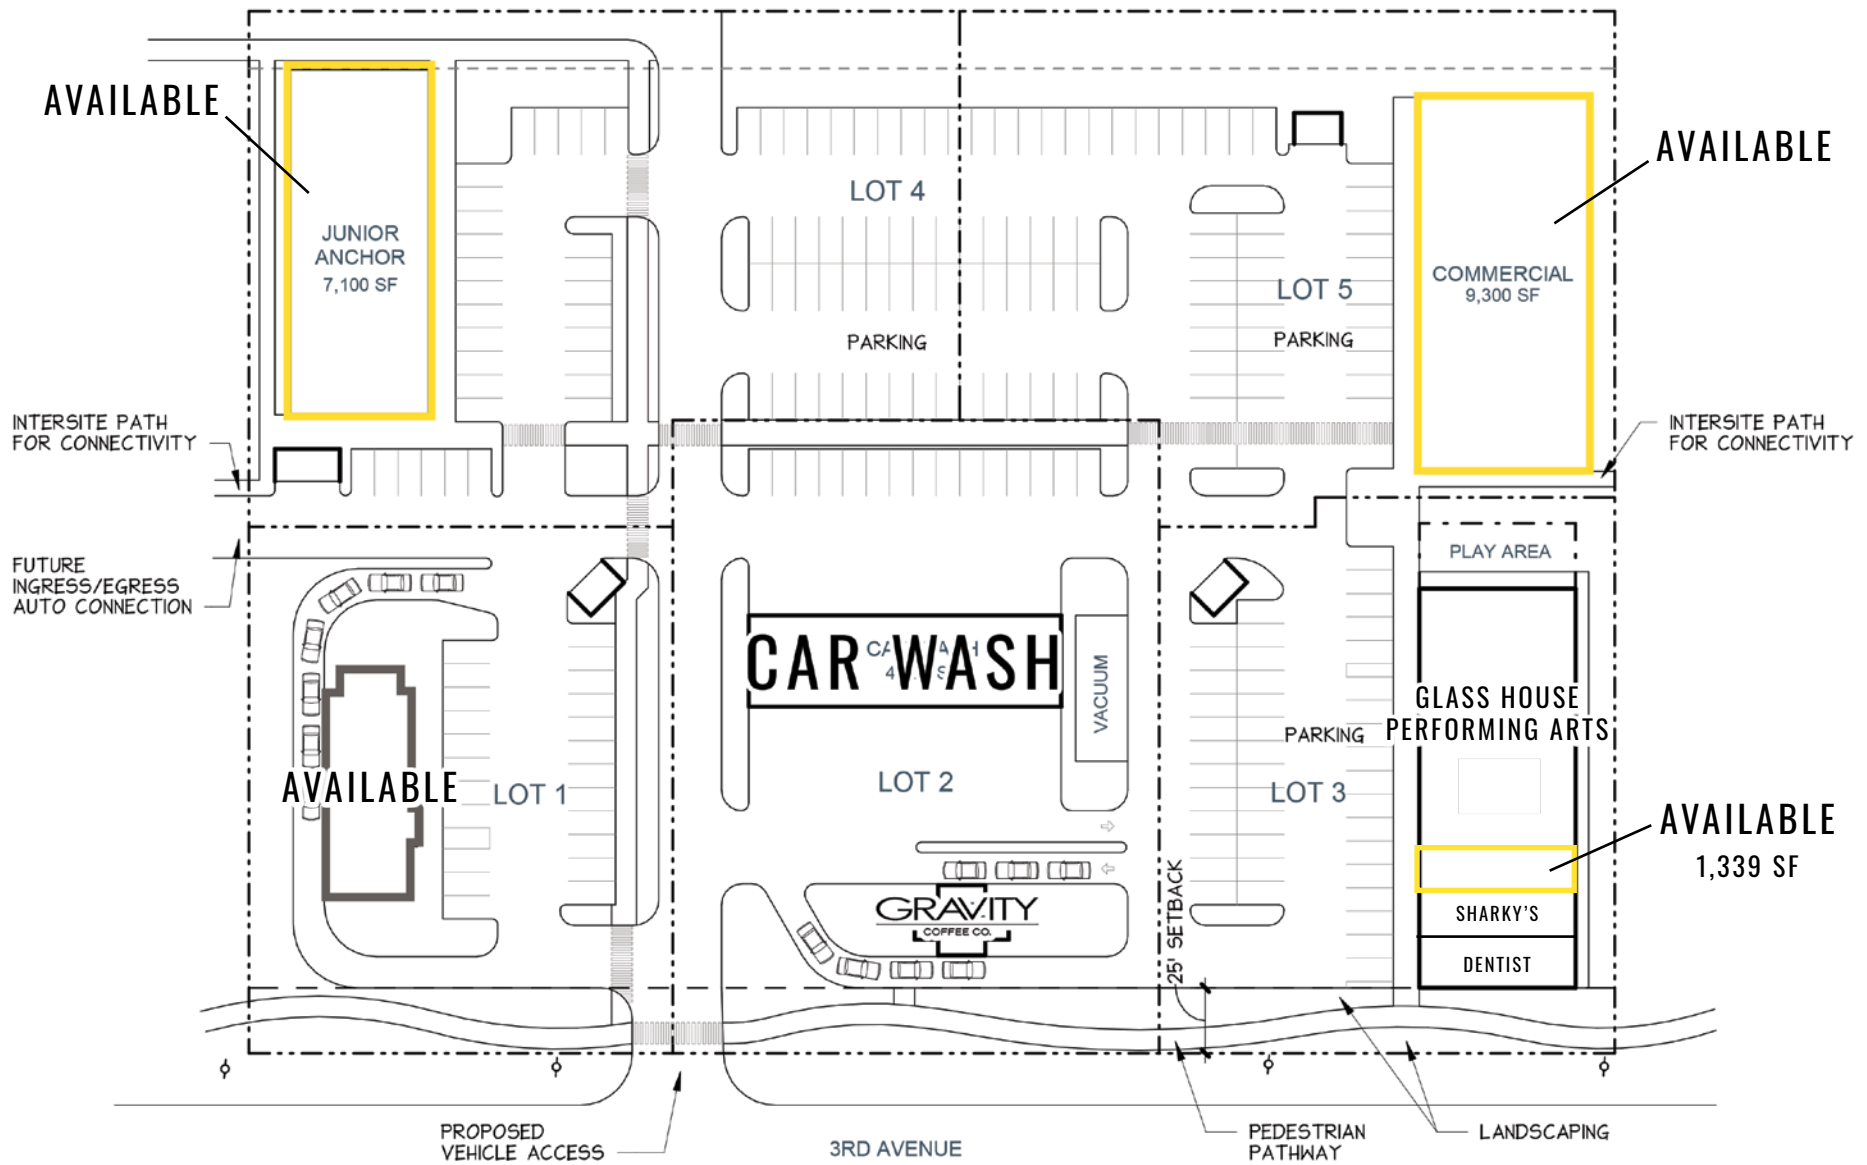 AVAILABLE
JUNIOR
ANCHOR
7,100 SF
LOT 4
PARKING
LOT 5
PARKING
COMMERCIAL
9,300 SF
AVAILABLE
INTERSITE PATH
FOR CONNECTIVITY
INTERSITE PATH
FOR CONNECTIVITY
FUTURE
INGRESS/EGRESS
AUTO CONNECTION
PLAY AREA
CAR WASH
VACUUM
GLASS HOUSE
PERFORMING ARTS
PARKING
AVAILABLE
LOT 1
LOT 2
LOT 3
AVAILABLE
1,339 SF
GRAVITY
COFFEE CO.
25' SETBACK
SHARKY'S
DENTIST
PROPOSED
VEHICLE ACCESS
3RD AVENUE
PEDESTRIAN
PATHWAY
LANDSCAPING